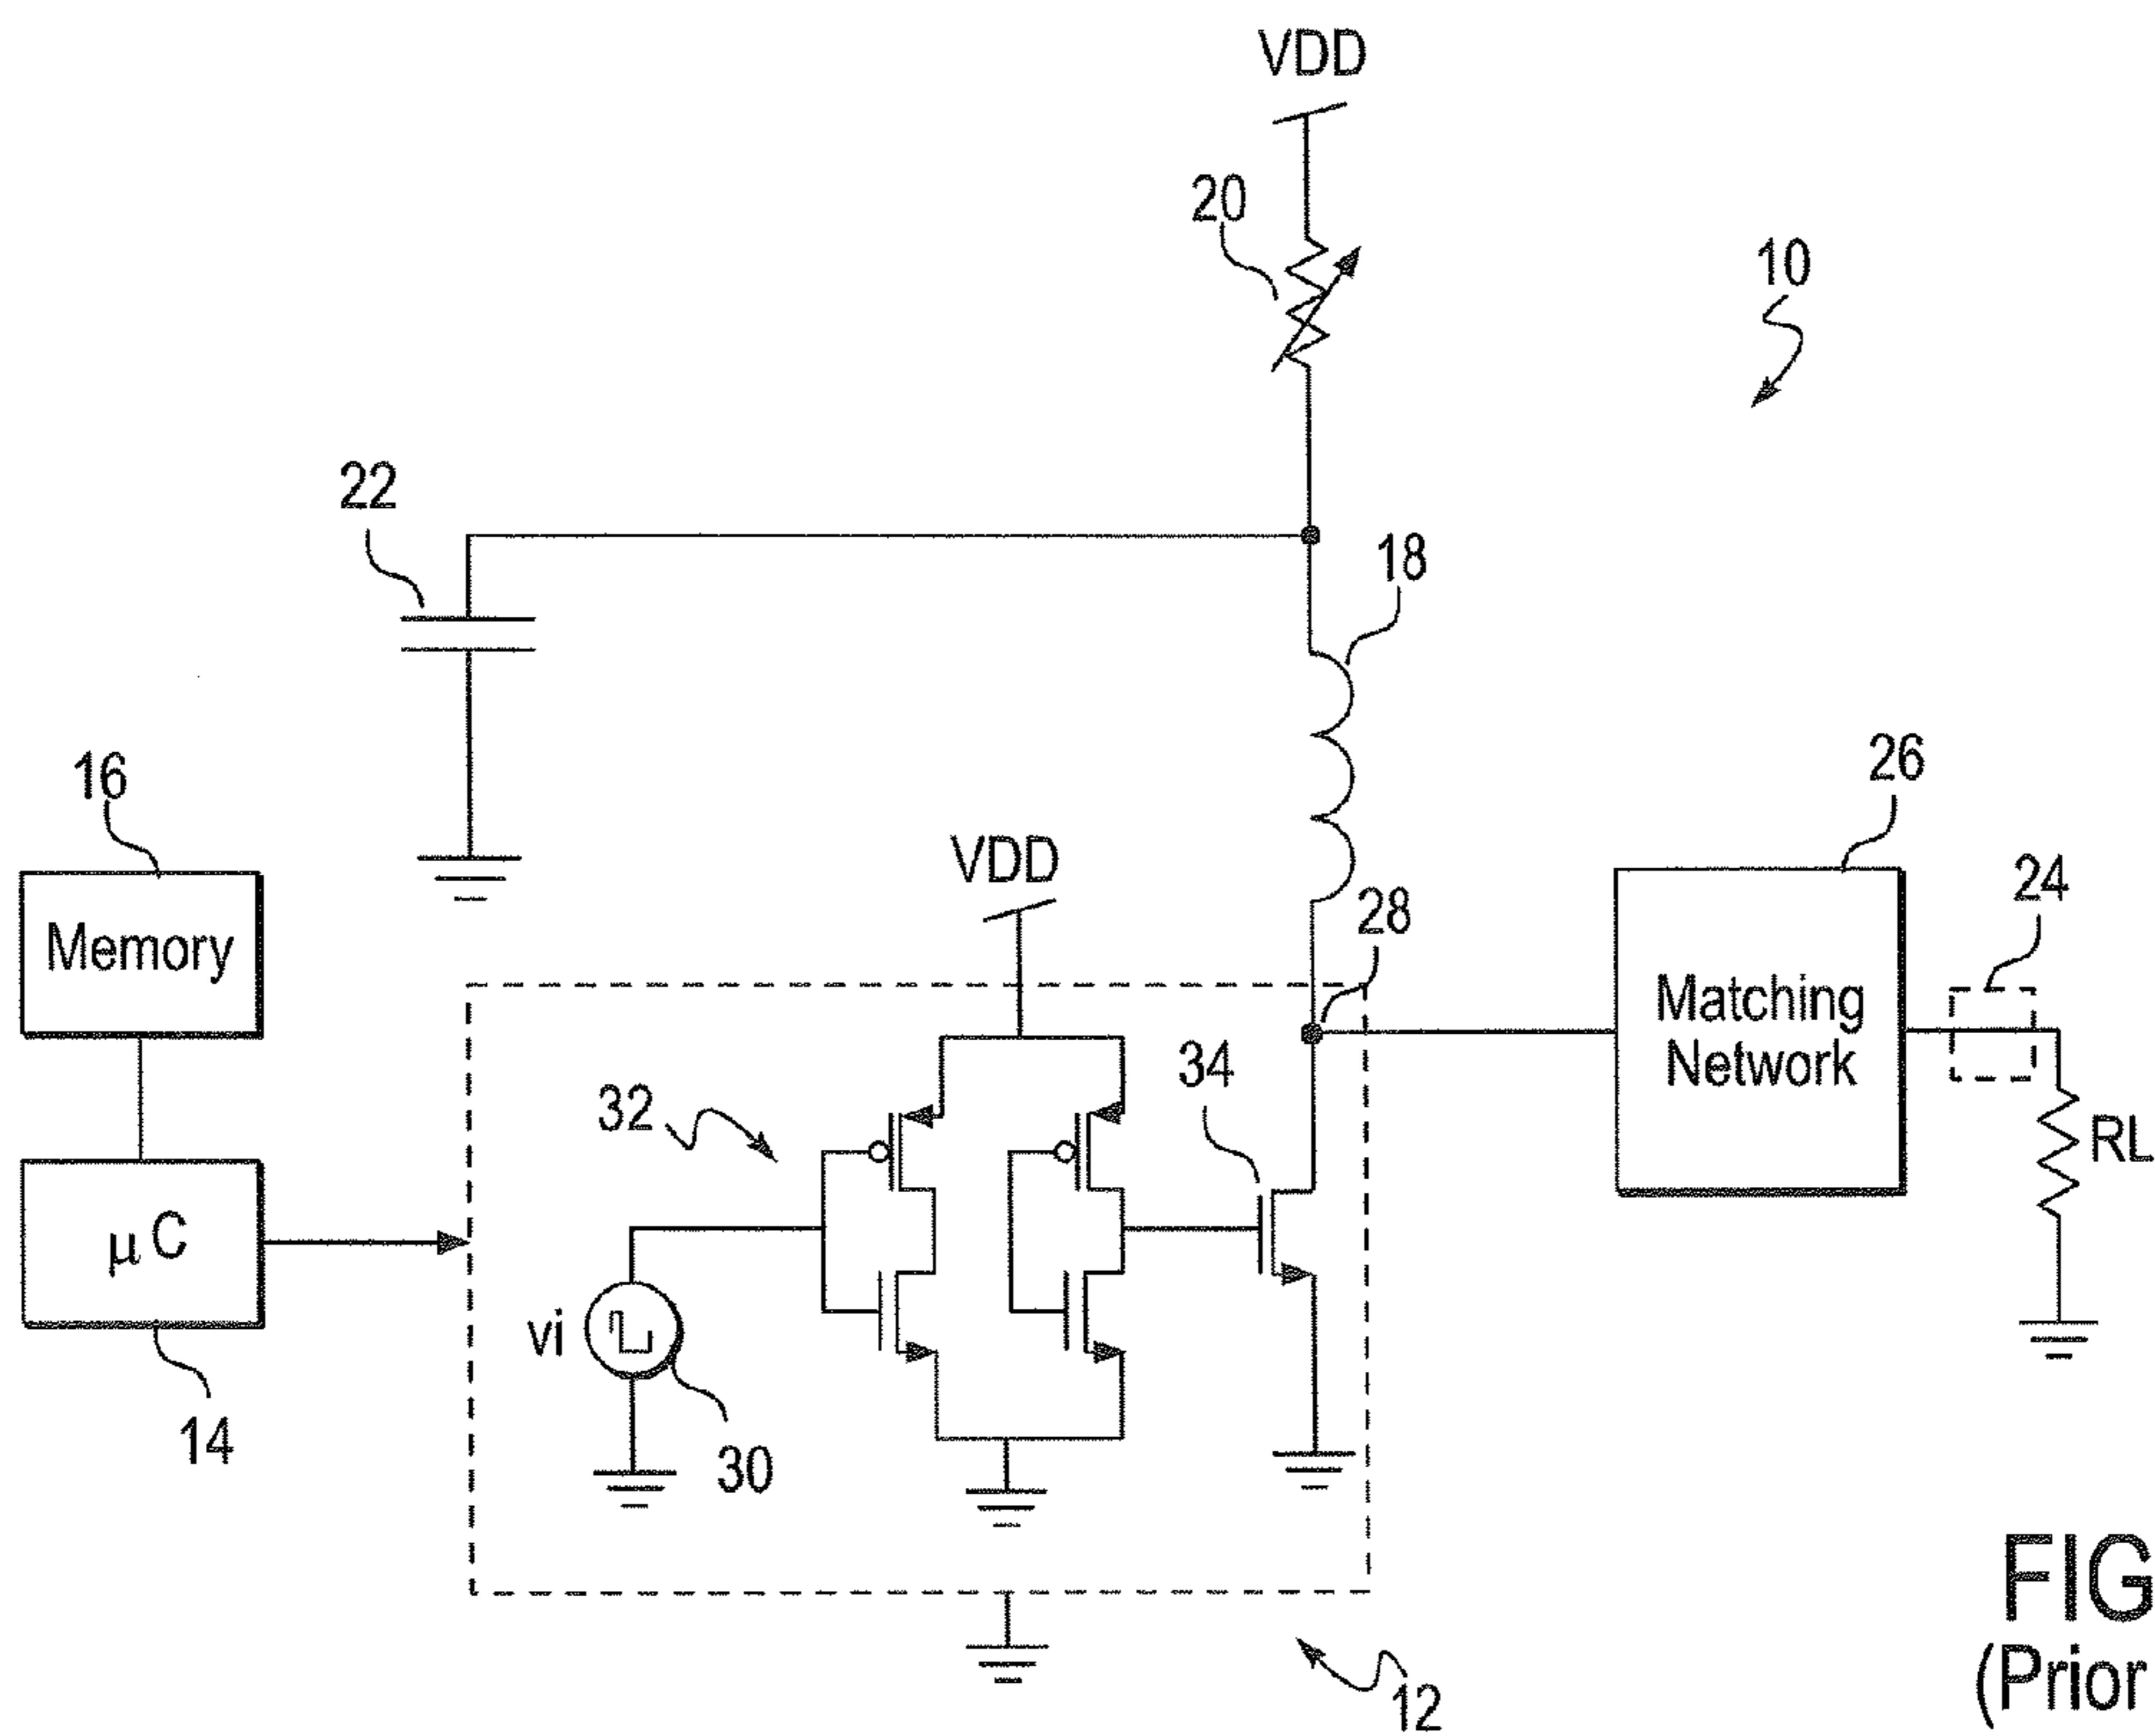 VDD
20
10
22
18
16
26
VDD
24
28
Memory
Matching
Network
34
32
RL
µC
vi
14
30
FIG
(Prior
12